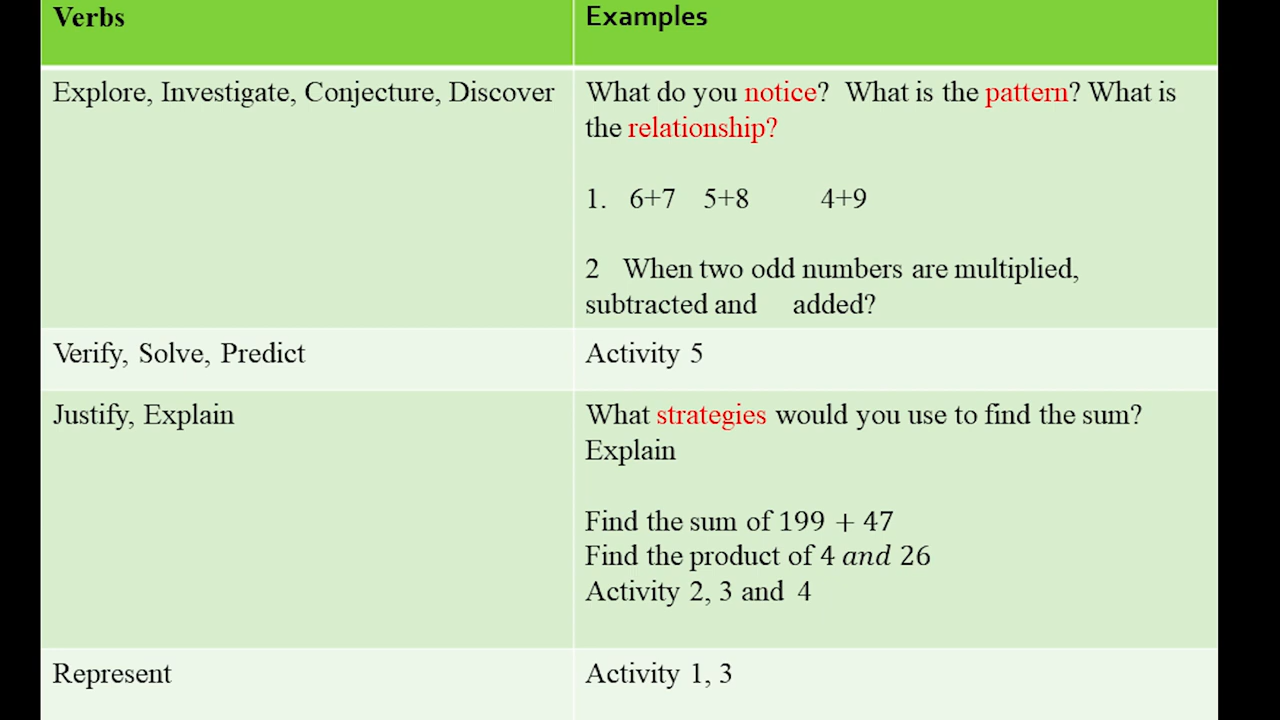 Verbs
Examples
Explore, Investigate, Conjecture, Discover
What do you notice? What is the pattern? What is
the relationship?
1. 6+7 5+8 4+9
2 When two odd numbers are multiplied,
subtracted and added?
Verify, Solve, Predict
Activity 5
Justify, Explain
What strategies would you use to find the sum?
Explain
Find the sum of 199 + 47
Find the product of 4 and 26
Activity 2, 3 and 4
Represent
Activity 1, 3